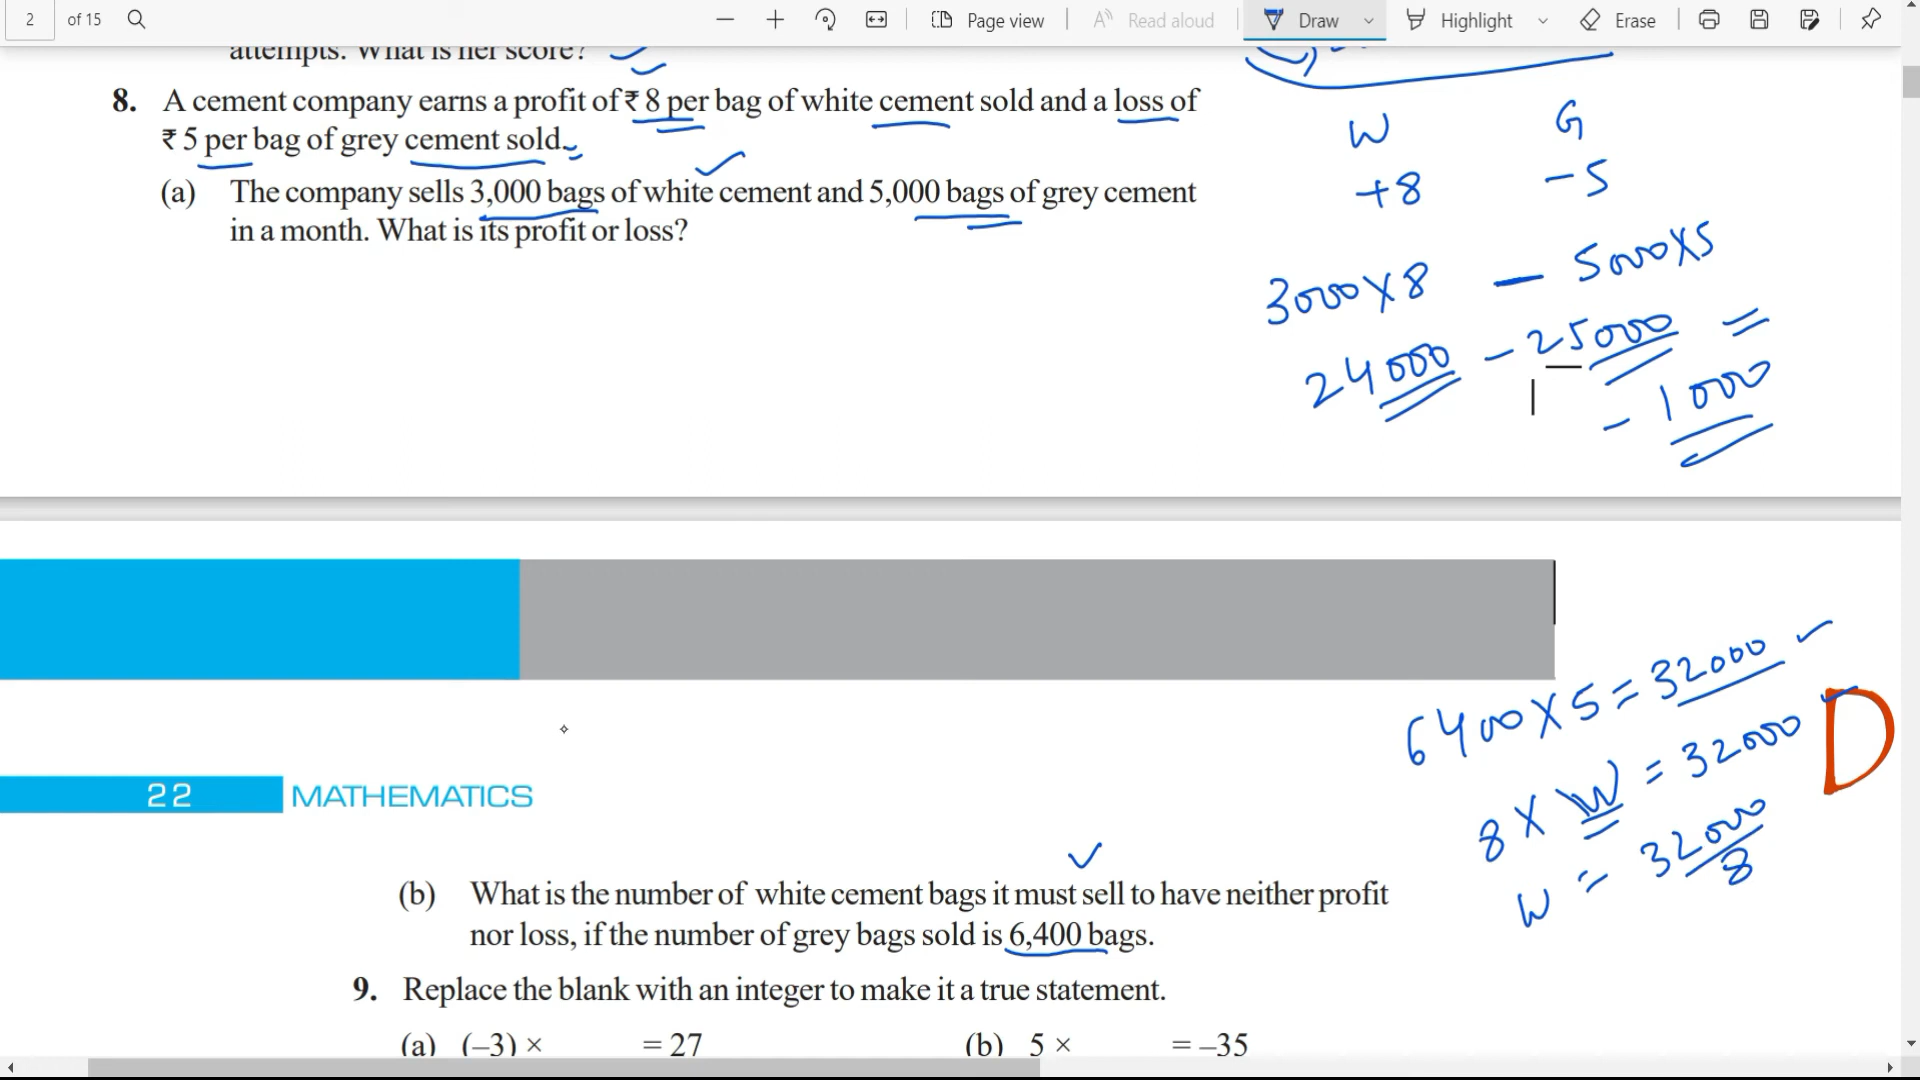 2 of 15 Page view Read aloud Draw Highlight Erase
attempts. What is her score?
8. A cement company earns a profit of ₹ 8 per bag of white cement sold and a loss of
₹ 5 per bag of grey cement sold.
(a) The company sells 3,000 bags of white cement and 5,000 bags of grey cement
in a month. What is its profit or loss?
W G
+8 -5
3000X8 - 5000X5
24000 - 25000 =
- 1000
6400X5=32000
8 X W = 32000
W = 32000/8
D
22 MATHEMATICS
(b) What is the number of white cement bags it must sell to have neither profit
nor loss, if the number of grey bags sold is 6,400 bags.
9. Replace the blank with an integer to make it a true statement.
(a) (–3) × = 27 (b) 5 × = –35